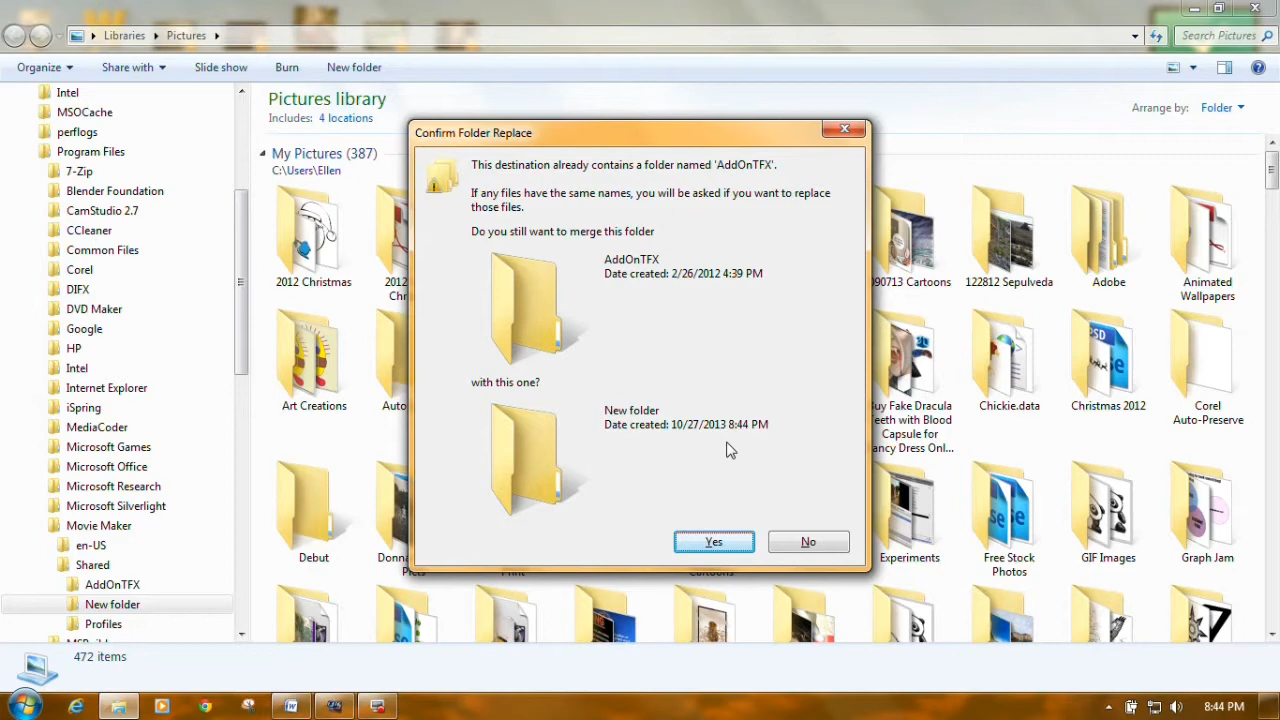 Libraries
Pictures
Search Pictures
Organize
Share with
Slide show
Burn
New folder
Intel
MSOCache
perflogs
Program Files
7-Zip
Blender Foundation
CamStudio 2.7
CCleaner
Common Files
Corel
DIFX
DVD Maker
Google
HP
Intel
Internet Explorer
iSpring
MediaCoder
Microsoft Games
Microsoft Office
Microsoft Research
Microsoft Silverlight
Movie Maker
en-US
Shared
AddOnTFX
New folder
Profiles
Pictures library
Includes: 4 locations
Arrange by: Folder
My Pictures (387)
C:\Users\Ellen
2012 Christmas
090713 Cartoons
122812 Sepulveda
Adobe
Animated
Wallpapers
Art Creations
Buy Fake Dracula
Teeth with Blood
Capsule for
Fancy Dress Onl...
Chickie.data
Christmas 2012
Corel
Auto-Preserve
Debut
Experiments
Free Stock
Photos
GIF Images
Graph Jam
Confirm Folder Replace
This destination already contains a folder named 'AddOnTFX'.
If any files have the same names, you will be asked if you want to replace
those files.
Do you still want to merge this folder
AddOnTFX
Date created: 2/26/2012 4:39 PM
with this one?
New folder
Date created: 10/27/2013 8:44 PM
Yes
No
472 items
8:44 PM